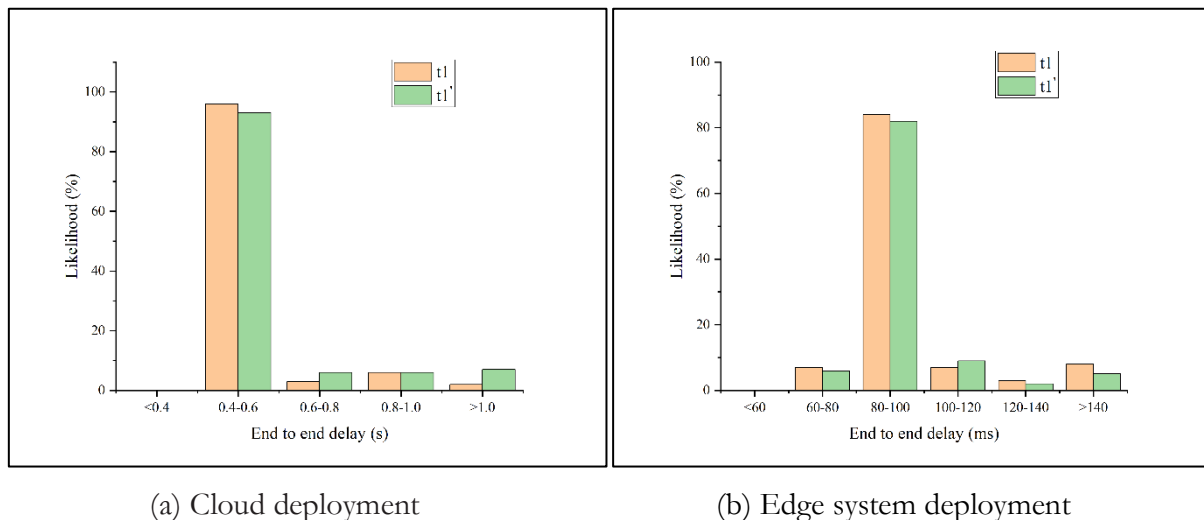 t1
t1'
100
80
60
40
20
0
Likelihood (%)
<0.4 0.4-0.6 0.6-0.8 0.8-1.0 >1.0
End to end delay (s)
(a) Cloud deployment
t1
t1'
100
80
60
40
20
0
Likelihood (%)
<60 60-80 80-100 100-120 120-140 >140
End to end delay (ms)
(b) Edge system deployment